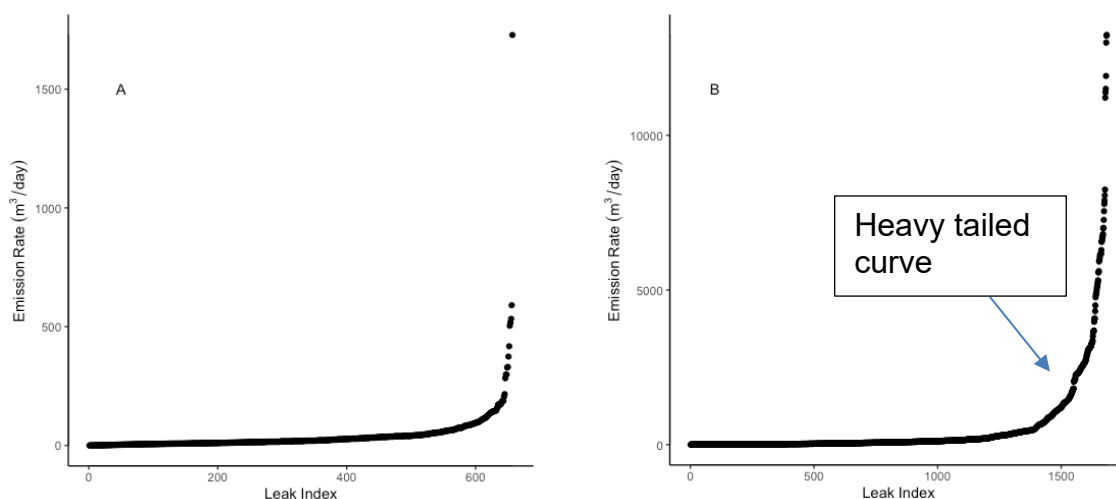 A
1500
1000
500
0
Emission Rate (m³/day)
0
200
400
600
Leak Index
B
10000
5000
0
Emission Rate (m³/day)
Heavy tailed
curve
0
500
1000
1500
Leak Index